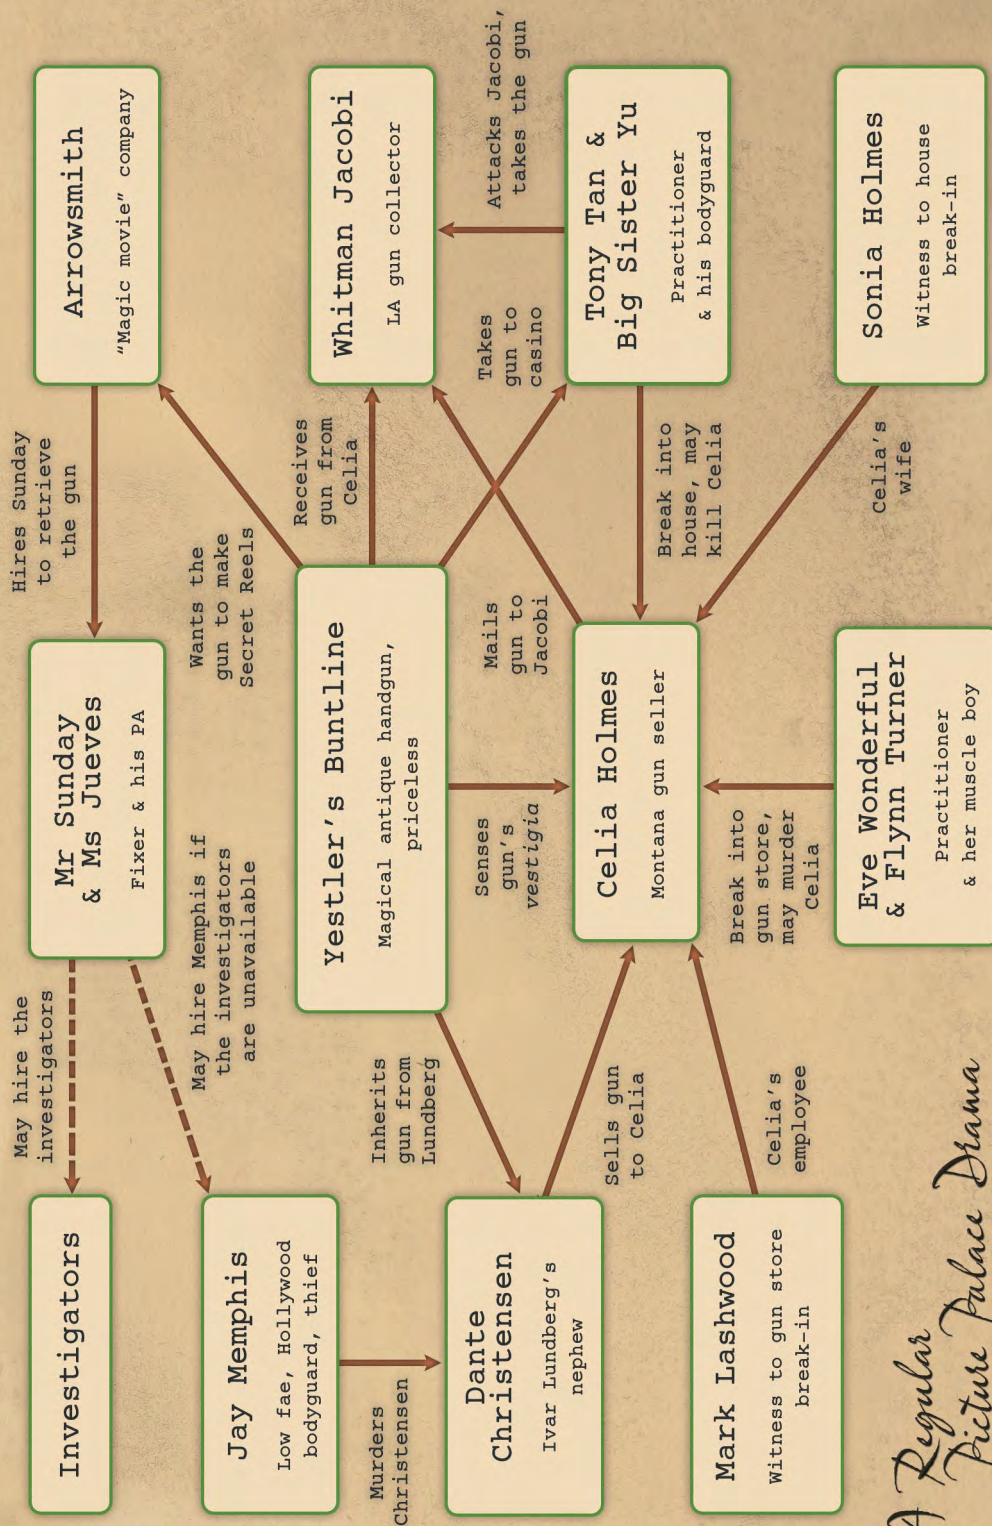 May hire the
investigators
Hires Sunday
to retrieve
the gun
Investigators
Mr Sunday
& Ms Jueves
Fixer & his PA
Arrowsmith
"Magic movie" company
May hire Memphis if
the investigators
are unavailable
Wants the
gun to make
Secret Reels
Jay Memphis
Low fae, Hollywood
bodyguard, thief
Yestler's Buntline
Magical antique handgun,
priceless
Receives
gun from
Celia
Whitman Jacobi
LA gun collector
Murders
Christensen
Inherits
gun from
Lundberg
Senses
gun's
vestigia
Mails
gun to
Jacobi
Takes
gun to
casino
Attacks Jacobi,
takes the gun
Dante
Christensen
Ivar Lundberg's
nephew
Sells gun
to Celia
Celia Holmes
Montana gun seller
Break into
house, may
kill Celia
Tony Tan &
Big Sister Yu
Practitioner
& his bodyguard
Mark Lashwood
Witness to gun store
break-in
Celia's
employee
Break into
gun store,
may murder
Celia
Celia's
wife
Eve Wonderful
& Flynn Turner
Practitioner
& her muscle boy
Sonia Holmes
Witness to house
break-in
A Regular
Picture Palace Drama